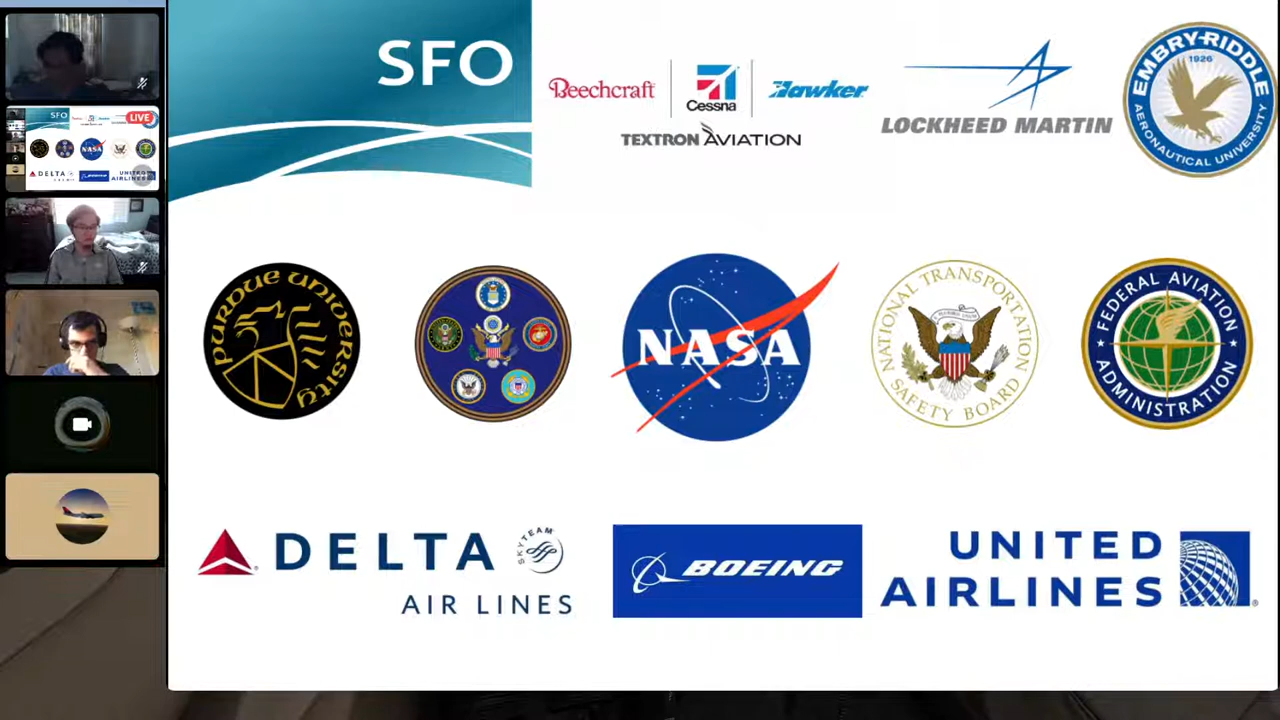 SFO
Beechcraft
Cessna
Hawker
TEXTRON AVIATION
LOCKHEED MARTIN
EMBRY-RIDDLE
1926
AERONAUTICAL UNIVERSITY
LIVE
PURDUE UNIVERSITY
NASA
NATIONAL TRANSPORTATION
SAFETY BOARD
FEDERAL AVIATION
ADMINISTRATION
DELTA
AIR LINES
SKYTEAM
BOEING
UNITED
AIRLINES